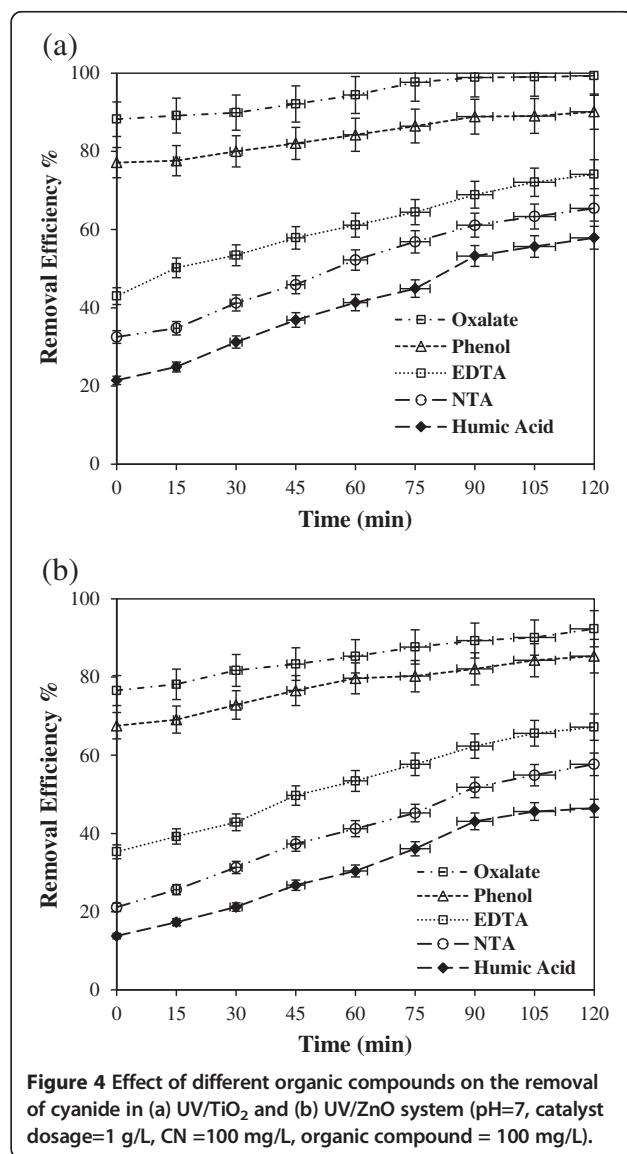 (a)
100
80
60
40
20
0
Removal Efficiency %
Oxalate
Phenol
EDTA
NTA
Humic Acid
0 15 30 45 60 75 90 105 120
Time (min)
(b)
100
80
60
40
20
0
Removal Efficiency %
Oxalate
Phenol
EDTA
NTA
Humic Acid
0 15 30 45 60 75 90 105 120
Time (min)
Figure 4 Effect of different organic compounds on the removal
of cyanide in (a) UV/TiO₂ and (b) UV/ZnO system (pH=7, catalyst
dosage=1 g/L, CN =100 mg/L, organic compound = 100 mg/L).